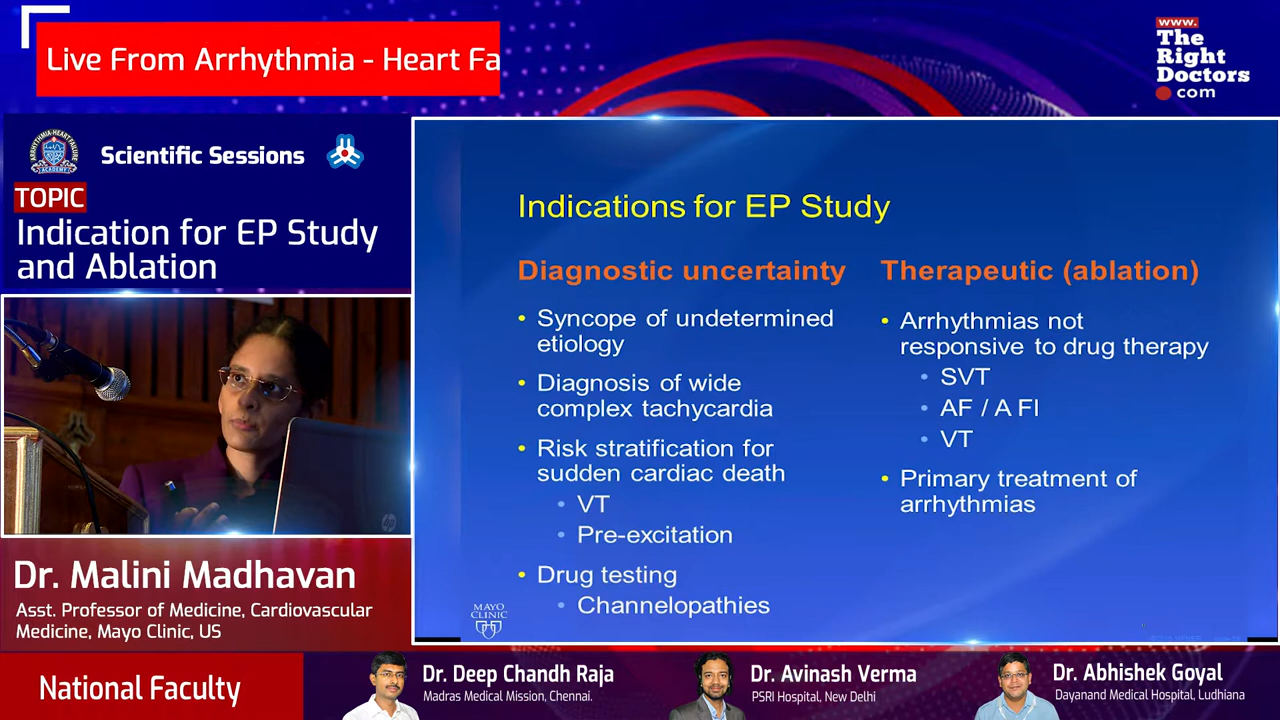 Live From Arrhythmia - Heart Fa
www.
The
Right
Doctors
com
ARRHYTHMIA-HEART FAILURE
ACADEMY
Scientific Sessions
TOPIC
Indication for EP Study
and Ablation
Indications for EP Study
Diagnostic uncertainty
• Syncope of undetermined
etiology
• Diagnosis of wide
complex tachycardia
• Risk stratification for
sudden cardiac death
• VT
• Pre-excitation
• Drug testing
• Channelopathies
Therapeutic (ablation)
• Arrhythmias not
responsive to drug therapy
• SVT
• AF / A Fl
• VT
• Primary treatment of
arrhythmias
MAYO
CLINIC
hp
Dr. Malini Madhavan
Asst. Professor of Medicine, Cardiovascular
Medicine, Mayo Clinic, US
National Faculty
Dr. Deep Chandh Raja
Madras Medical Mission, Chennai.
Dr. Avinash Verma
PSRI Hospital, New Delhi
Dr. Abhishek Goyal
Dayanand Medical Hospital, Ludhiana